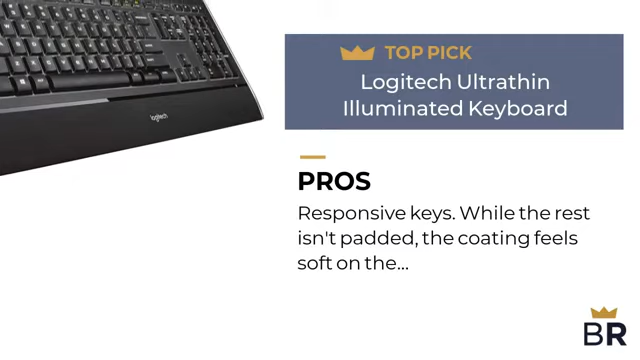 TOP PICK
Logitech Ultrathin
Illuminated Keyboard
logitech
PROS
Responsive keys. While the rest
isn't padded, the coating feels
soft on the...
BR